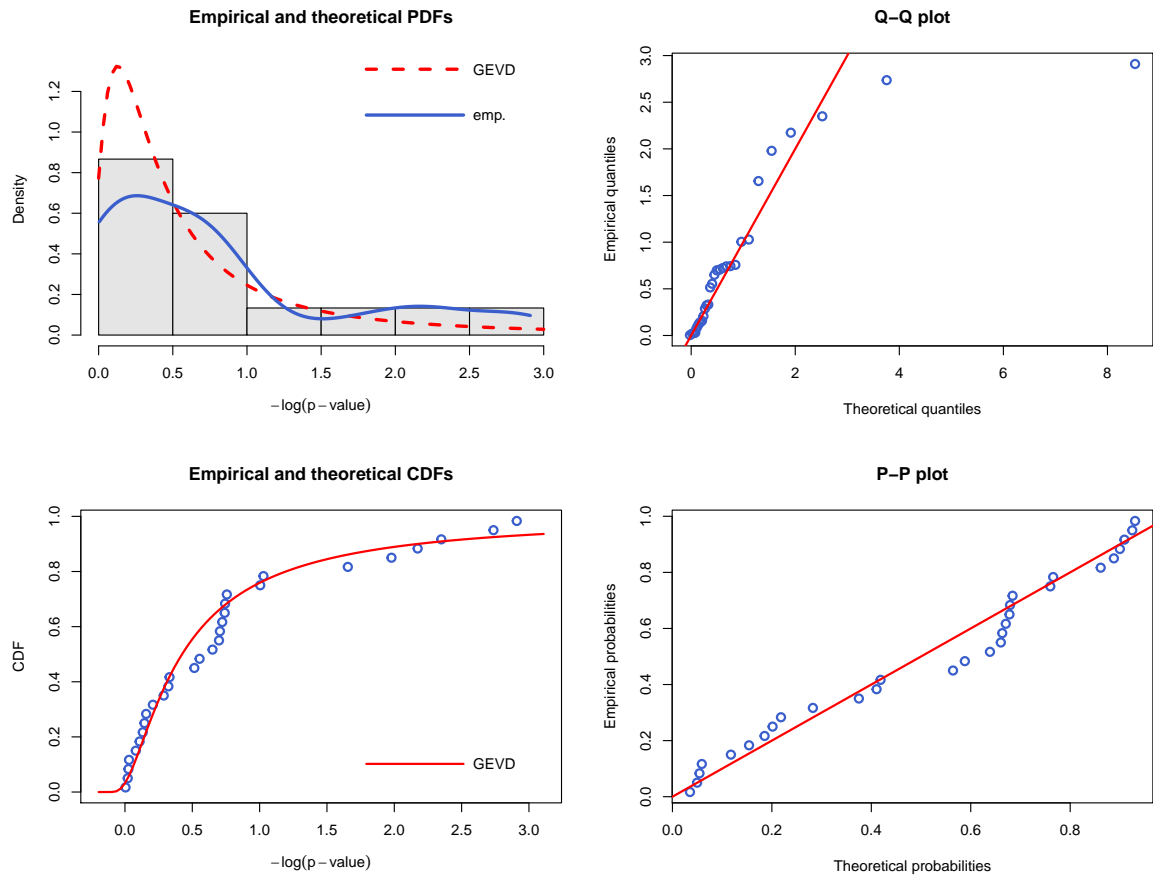 Empirical and theoretical PDFs
Density
0.0 0.2 0.4 0.6 0.8 1.0 1.2
GEVD
emp.
0.0 0.5 1.0 1.5 2.0 2.5 3.0
−log(p−value)
Q−Q plot
Empirical quantiles
0.0 0.5 1.0 1.5 2.0 2.5 3.0
0 2 4 6 8
Theoretical quantiles
Empirical and theoretical CDFs
CDF
0.0 0.2 0.4 0.6 0.8 1.0
GEVD
0.0 0.5 1.0 1.5 2.0 2.5 3.0
−log(p−value)
P−P plot
Empirical probabilities
0.0 0.2 0.4 0.6 0.8 1.0
0.0 0.2 0.4 0.6 0.8
Theoretical probabilities